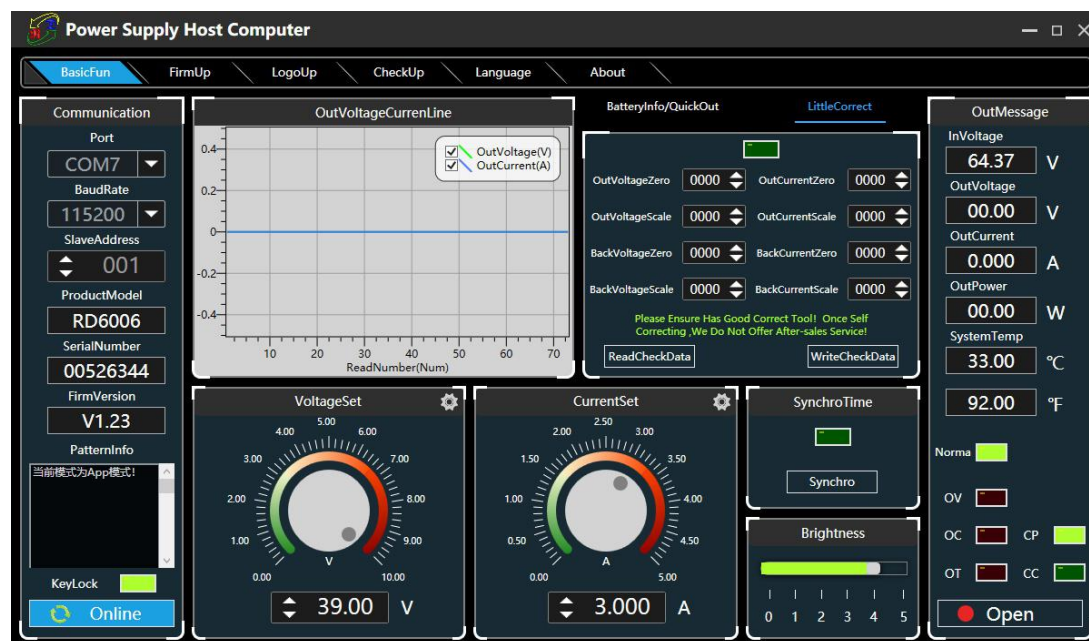 Power Supply Host Computer
BasicFun FirmUp LogoUp CheckUp Language About
Communication
Port
COM7
BaudRate
115200
SlaveAddress
001
ProductModel
RD6006
SerialNumber
00526344
FirmVersion
V1.23
PatternInfo
当前模式为App模式!
KeyLock
Online
OutVoltageCurrenLine
OutVoltage(V)
OutCurrent(A)
0.4
0.2
0
-0.2
-0.4
10 20 30 40 50 60 70
ReadNumber(Num)
BatteryInfo/QuickOut LittleCorrect
OutVoltageZero 0000 OutCurrentZero 0000
OutVoltageScale 0000 OutCurrentScale 0000
BackVoltageZero 0000 BackCurrentZero 0000
BackVoltageScale 0000 BackCurrentScale 0000
Please Ensure Has Good Correct Tool! Once Self
Correcting ,We Do Not Offer After-sales Service!
ReadCheckData WriteCheckData
VoltageSet
5.00
4.00 6.00
3.00 7.00
2.00 8.00
1.00 9.00
V
0.00 10.00
39.00 V
CurrentSet
2.50
2.00 3.00
1.50 3.50
1.00 4.00
0.50 4.50
A
0.00 5.00
3.000 A
SynchroTime
Synchro
Brightness
0 1 2 3 4 5
OutMessage
InVoltage
64.37 V
OutVoltage
00.00 V
OutCurrent
0.000 A
OutPower
00.00 W
SystemTemp
33.00 ℃
92.00 ℉
Norma
OV
OC CP
OT CC
Open